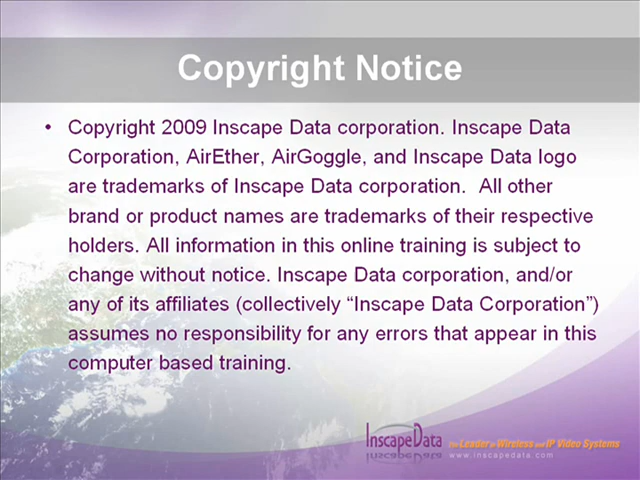 Copyright Notice
• Copyright 2009 Inscape Data corporation. Inscape Data
Corporation, AirEther, AirGoggle, and Inscape Data logo
are trademarks of Inscape Data corporation.  All other
brand or product names are trademarks of their respective
holders. All information in this online training is subject to
change without notice. Inscape Data corporation, and/or
any of its affiliates (collectively “Inscape Data Corporation”)
assumes no responsibility for any errors that appear in this
computer based training.
InscapeData The Leader in Wireless and IP Video Systems
www.inscapedata.com